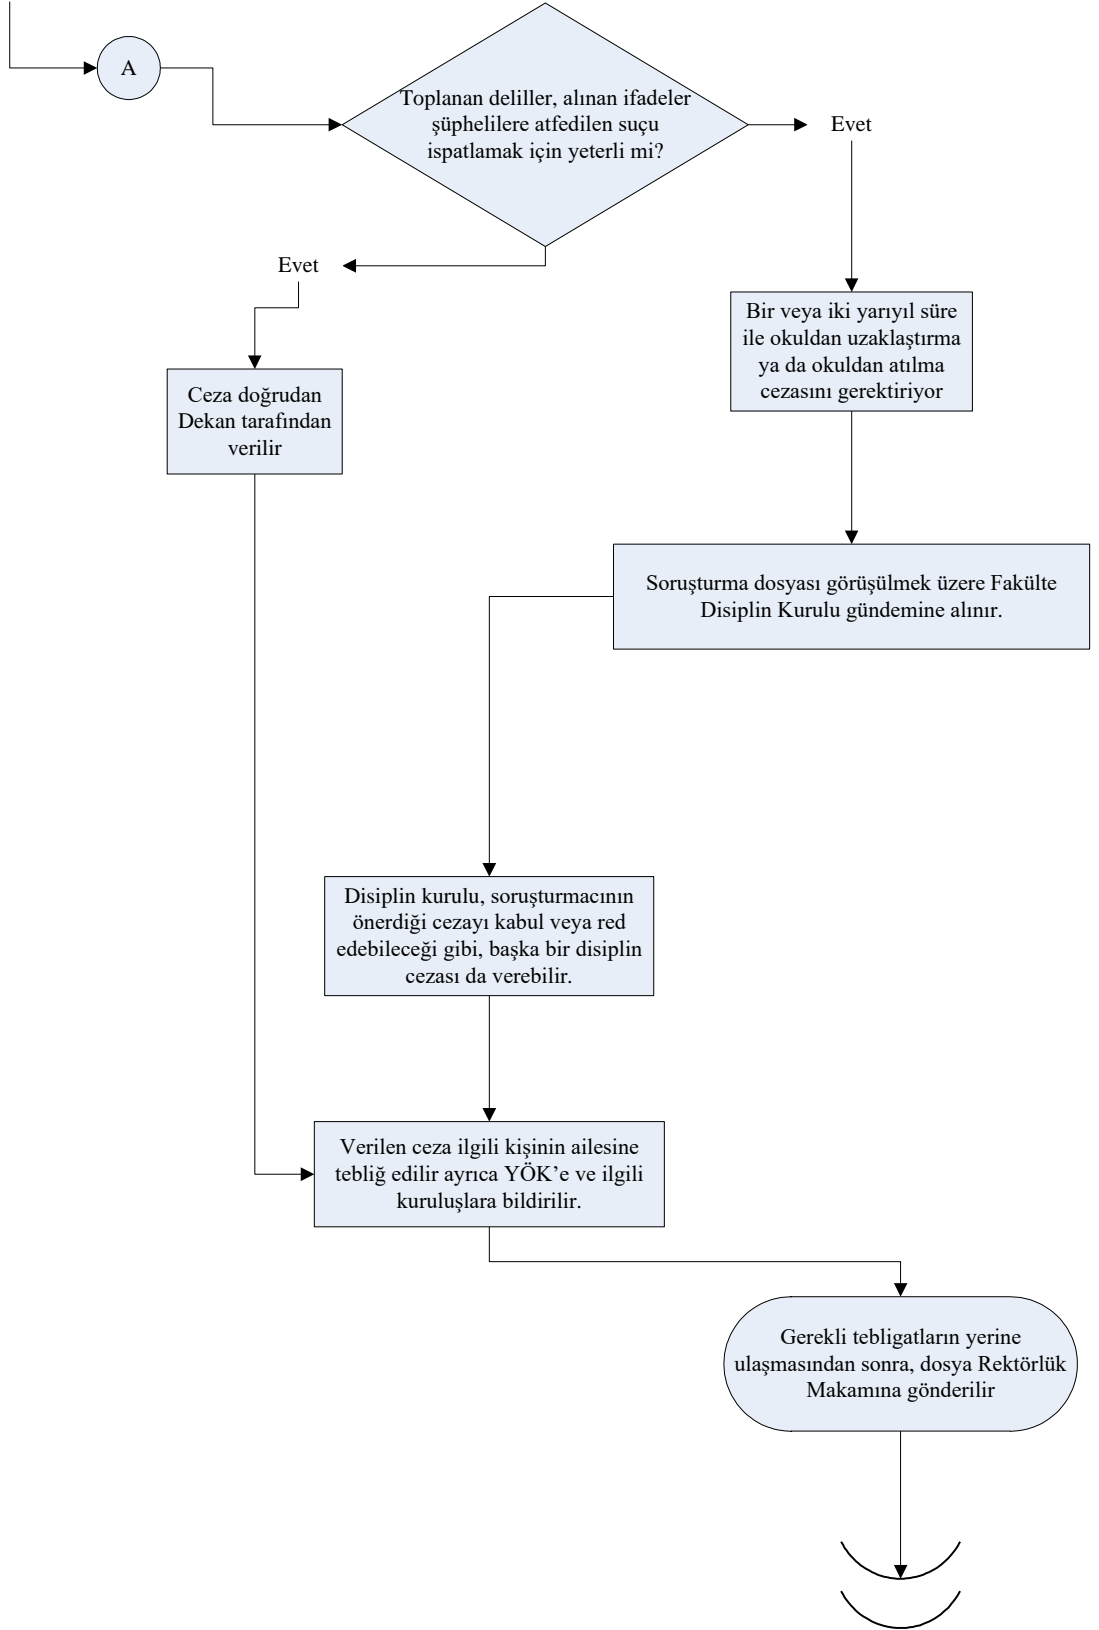 A
Toplanan deliller, alınan ifadeler
şüphelilere atfedilen suçu
ispatlamak için yeterli mi?
Evet
Evet
Bir veya iki yarıyıl süre
ile okuldan uzaklaştırma
ya da okuldan atılma
cezasını gerektiriyor
Ceza doğrudan
Dekan tarafından
verilir
Soruşturma dosyası görüşülmek üzere Fakülte
Disiplin Kurulu gündemine alınır.
Disiplin kurulu, soruşturmacının
önerdiği cezayı kabul veya red
edebileceği gibi, başka bir disiplin
cezası da verebilir.
Verilen ceza ilgili kişinin ailesine
tebliğ edilir ayrıca YÖK’e ve ilgili
kuruluşlara bildirilir.
Gerekli tebligatların yerine
ulaşmasından sonra, dosya Rektörlük
Makamına gönderilir